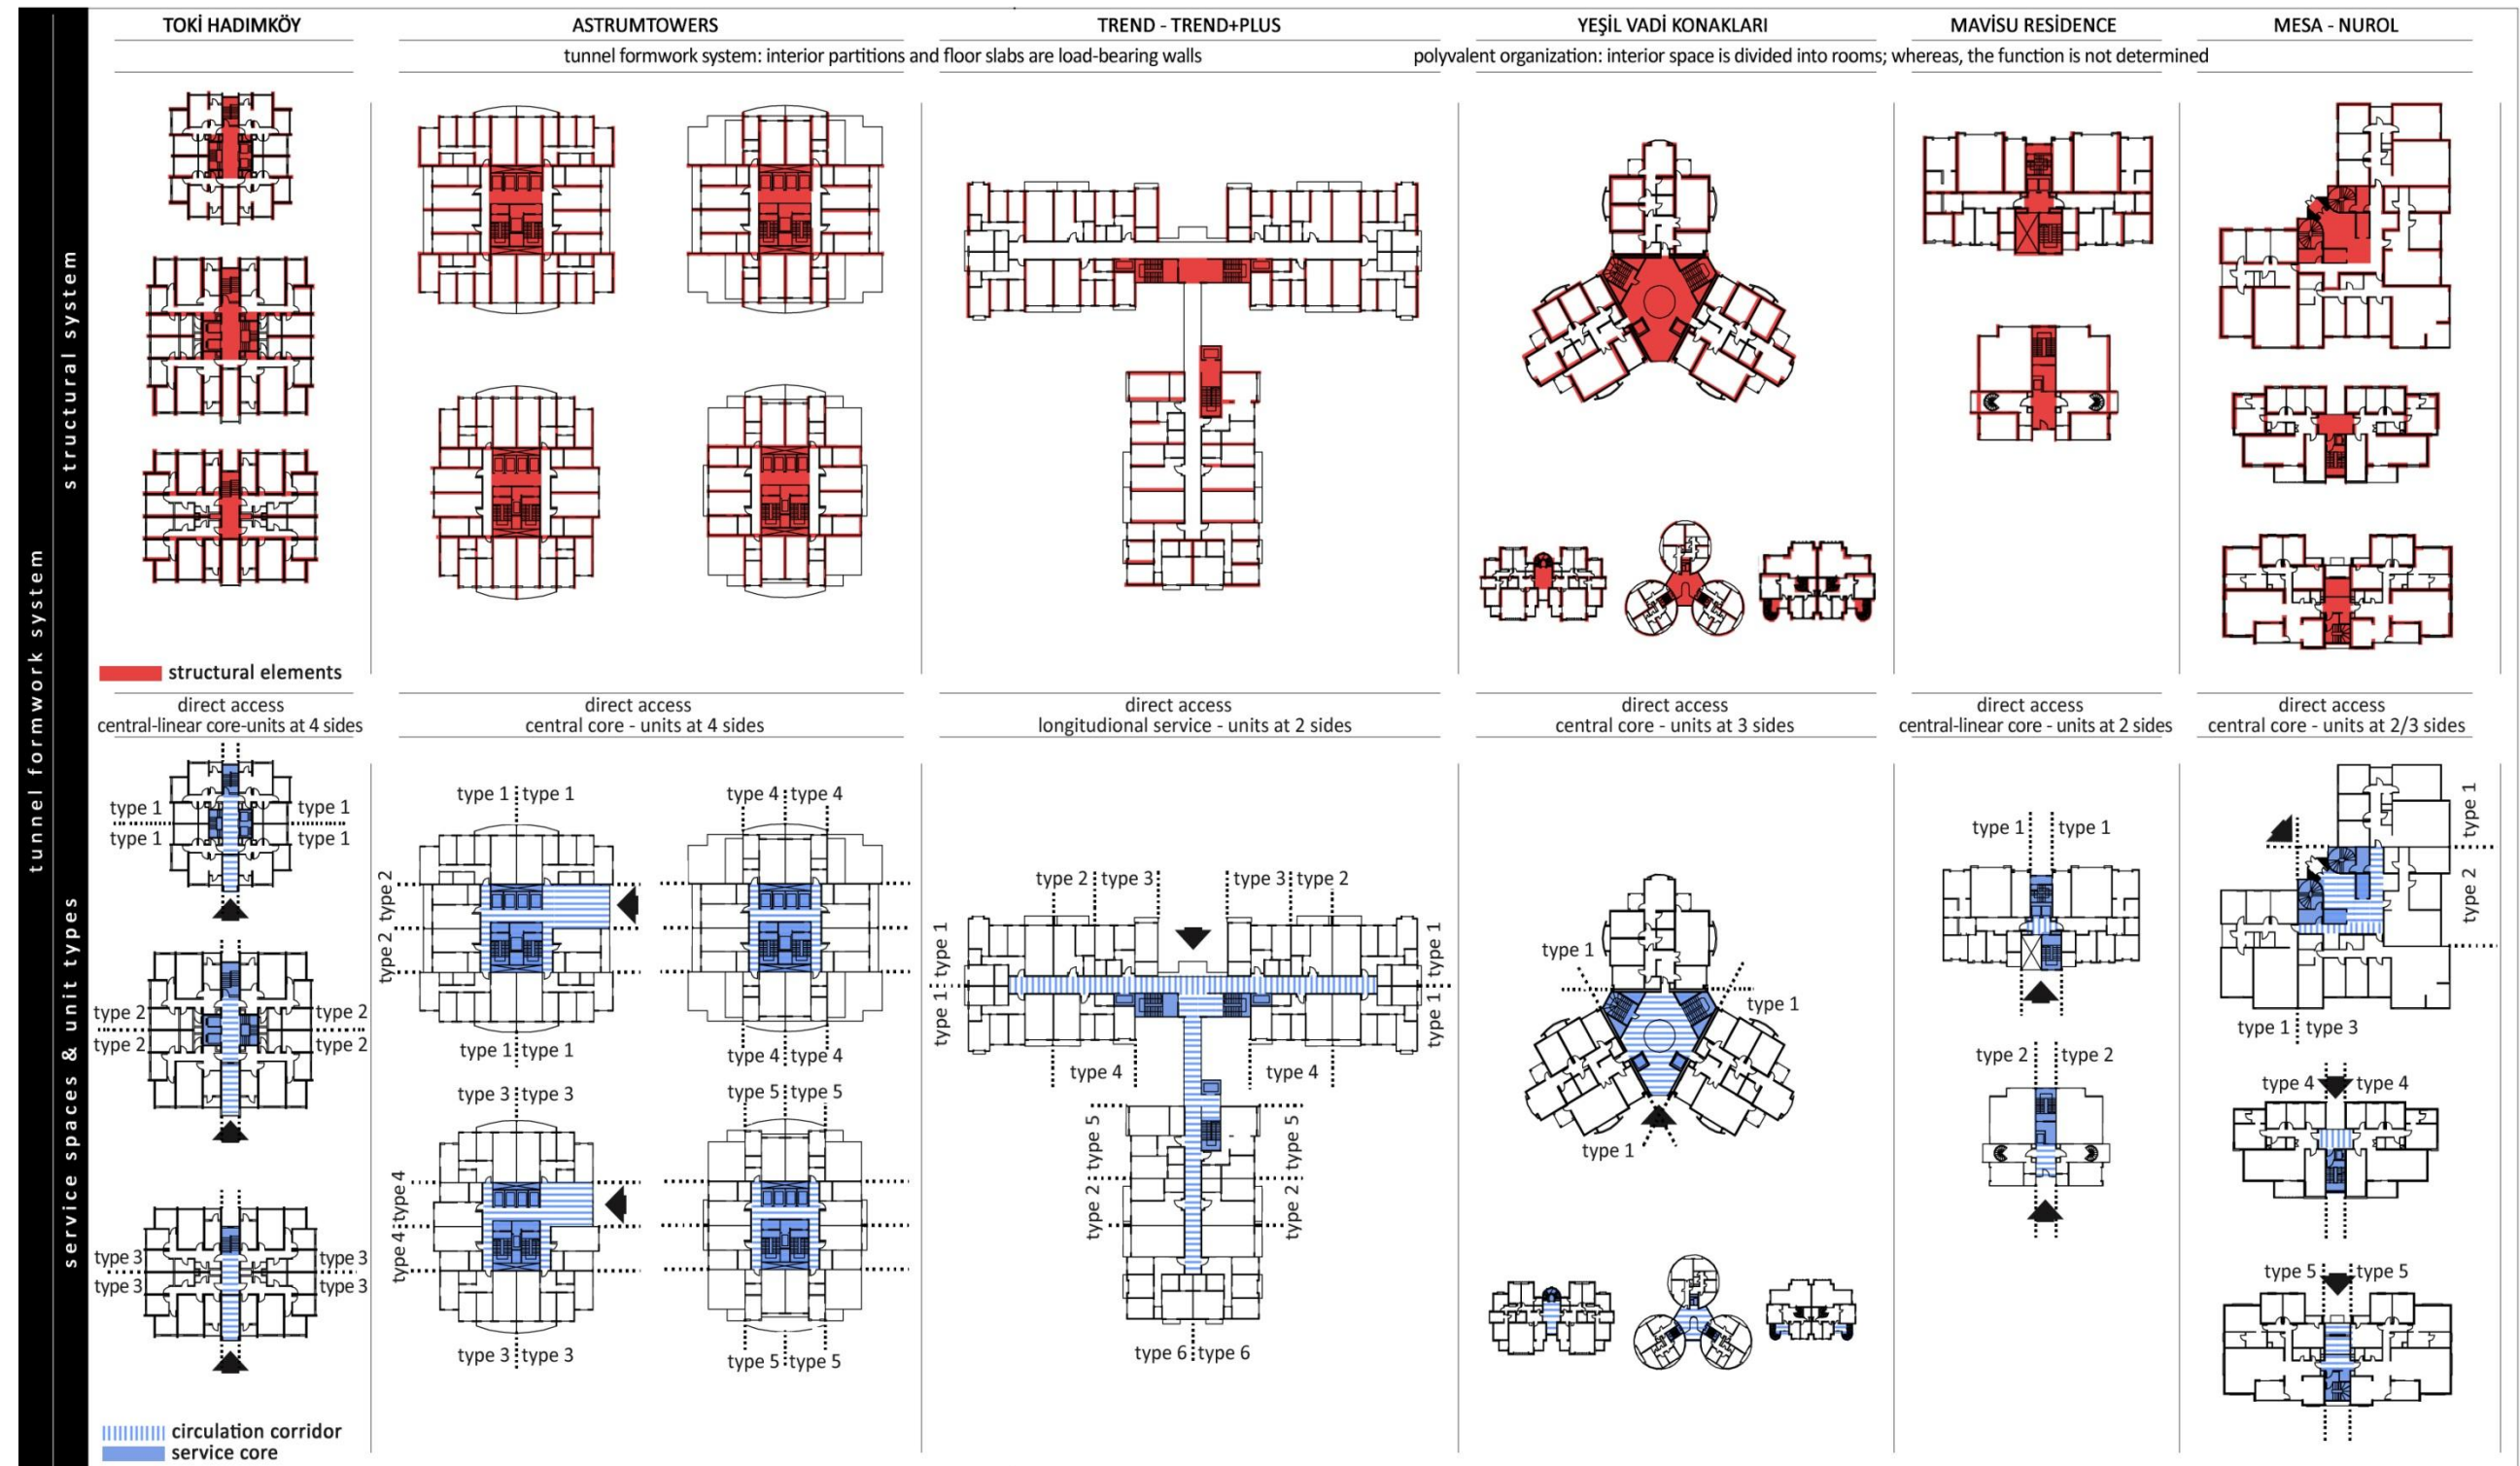 TOKİ HADIMKÖY
ASTRUMTOWERS
TREND - TREND+PLUS
YEŞİL VADİ KONAKLARI
MAVİSU RESİDENCE
MESA - NUROL
tunnel formwork system: interior partitions and floor slabs are load-bearing walls
polyvalent organization: interior space is divided into rooms; whereas, the function is not determined
tunnel formwork system
structural system
structural elements
direct access
central-linear core-units at 4 sides
direct access
central core - units at 4 sides
direct access
longitudional service - units at 2 sides
direct access
central core - units at 3 sides
direct access
central-linear core - units at 2 sides
direct access
central core - units at 2/3 sides
service spaces & unit types
type 1
type 1
type 1
type 1
type 2
type 2
type 2
type 2
type 3
type 3
type 3
type 3
type 1 type 1
type 2
type 2
type 1 type 1
type 4 type 4
type 4 type 4
type 3 type 3
type 4
type 4
type 3 type 3
type 5 type 5
type 5 type 5
type 2 type 3
type 3 type 2
type 1
type 1
type 1
type 1
type 4
type 4
type 5
type 2
type 5
type 2
type 6 type 6
type 1
type 1
type 1
type 1 type 1
type 2 type 2
type 1
type 2
type 1 type 3
type 4 type 4
type 5 type 5
circulation corridor
service core